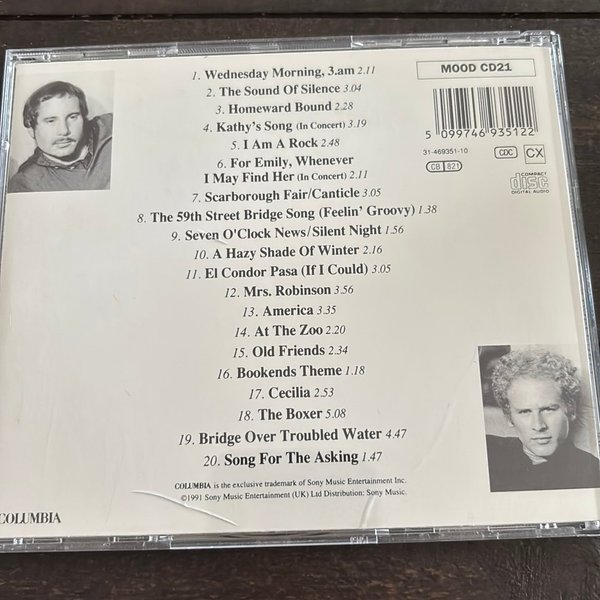 1. Wednesday Morning, 3.am 2.11
2. The Sound Of Silence 3.04
3. Homeward Bound 2.28
4. Kathy's Song (In Concert) 3.19
5. I Am A Rock 2.48
6. For Emily, Whenever
I May Find Her (In Concert) 2.11
7. Scarborough Fair/Canticle 3.05
8. The 59th Street Bridge Song (Feelin' Groovy) 1.38
9. Seven O'Clock News/Silent Night 1.56
10. A Hazy Shade Of Winter 2.16
11. El Condor Pasa (If I Could) 3.05
12. Mrs. Robinson 3.56
13. America 3.35
14. At The Zoo 2.20
15. Old Friends 2.34
16. Bookends Theme 1.18
17. Cecilia 2.53
18. The Boxer 5.08
19. Bridge Over Troubled Water 4.47
20. Song For The Asking 1.47
COLUMBIA is the exclusive trademark of Sony Music Entertainment Inc.
©1991 Sony Music Entertainment (UK) Ltd Distribution: Sony Music.
COLUMBIA
MOOD CD21
5 099746 935122
31-469351-10
CDC
CX
CB 821
COMPACT
disc
DIGITAL AUDIO